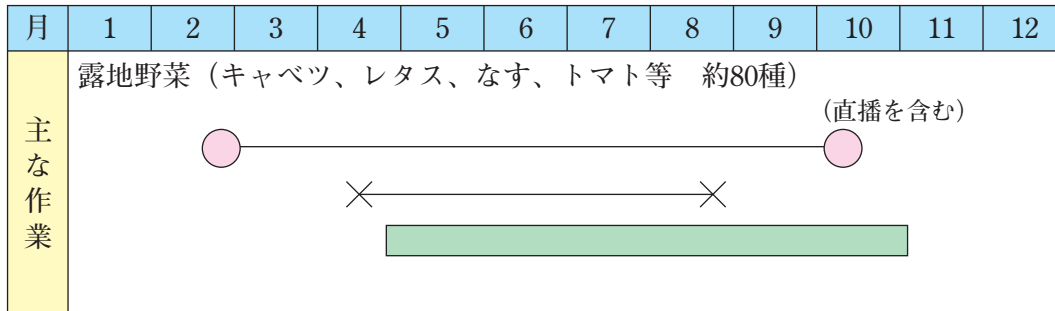 月 1 2 3 4 5 6 7 8 9 10 11 12
主な作業
露地野菜（キャベツ、レタス、なす、トマト等　約80種）
（直播を含む）